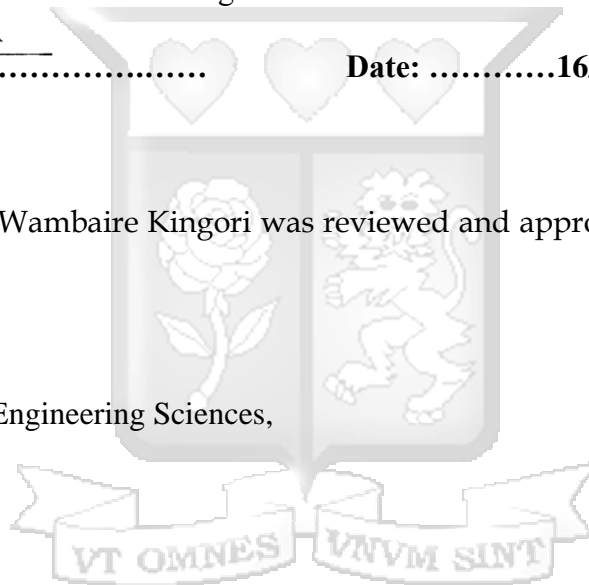 Date: …………16
Wambaire Kingori was reviewed and appro
Engineering Sciences,
VT OMNES VNVM SINT